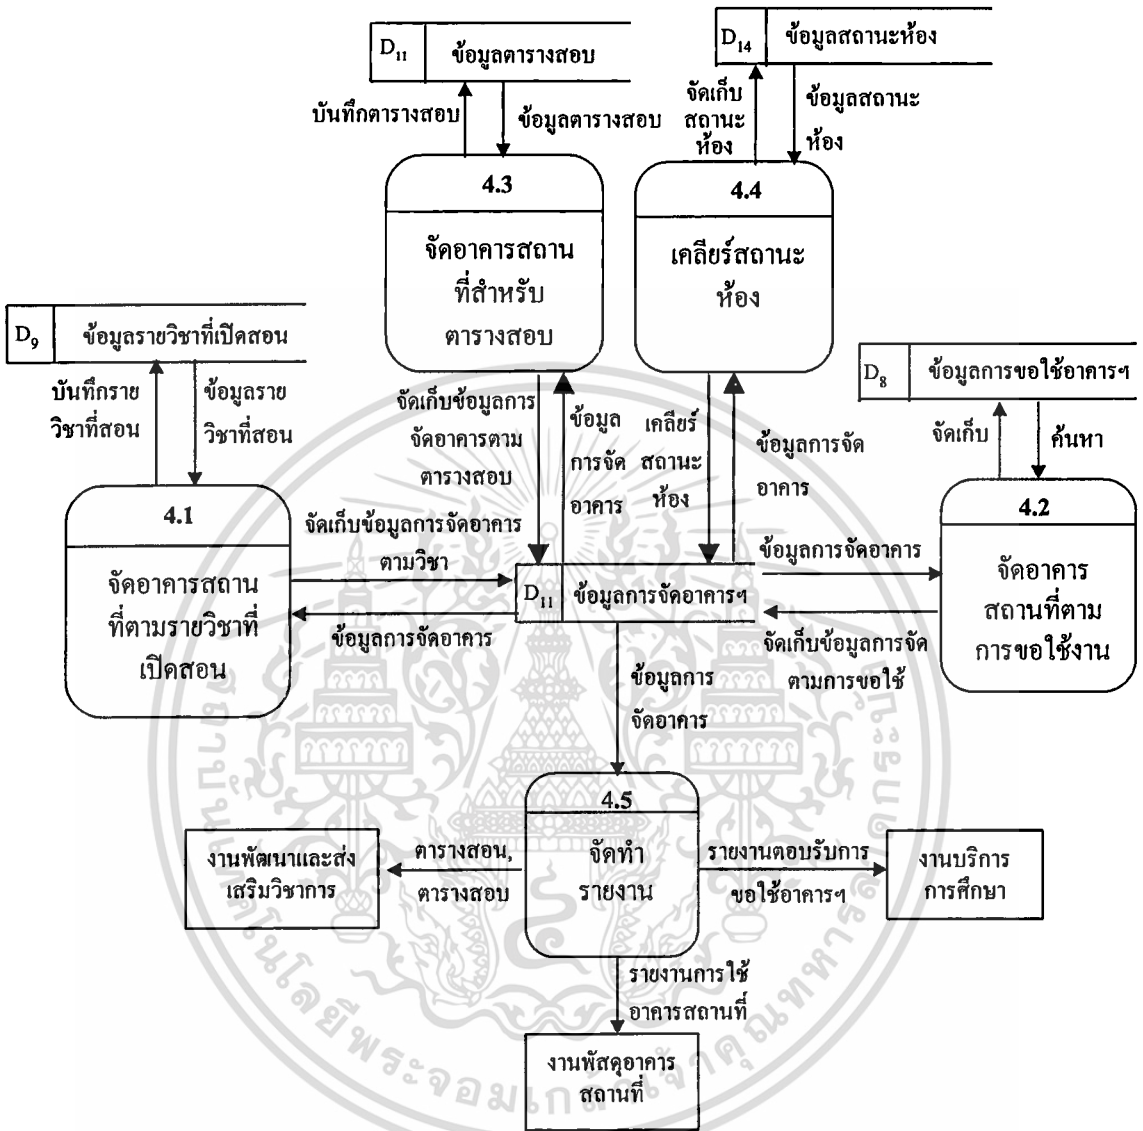 D11 ข้อมูลตารางสอบ
D14 ข้อมูลสถานะห้อง
บันทึกตารางสอบ
ข้อมูลตารางสอบ
จัดเก็บ
สถานะ
ห้อง
ข้อมูลสถานะ
ห้อง
4.3
จัดอาคารสถาน
ที่สำหรับ
ตารางสอบ
4.4
เคลียร์สถานะ
ห้อง
D9 ข้อมูลรายวิชาที่เปิดสอน
บันทึกราย
วิชาที่สอน
ข้อมูลราย
วิชาที่สอน
D8 ข้อมูลการขอใช้อาคารฯ
จัดเก็บ
ค้นหา
จัดเก็บข้อมูลการ
จัดอาคารตาม
ตารางสอบ
ข้อมูล
การจัด
อาคาร
เคลียร์
สถานะ
ห้อง
ข้อมูลการจัด
อาคาร
4.1
จัดอาคารสถาน
ที่ตามรายวิชาที่
เปิดสอน
จัดเก็บข้อมูลการจัดอาคาร
ตามวิชา
ข้อมูลการจัดอาคาร
D11 ข้อมูลการจัดอาคารฯ
ข้อมูลการจัดอาคาร
จัดเก็บข้อมูลการจัด
ตามการขอใช้
4.2
จัดอาคาร
สถานที่ตาม
การขอใช้งาน
ข้อมูลการ
จัดอาคาร
4.5
จัดทำ
รายงาน
งานพัฒนาและส่ง
เสริมวิชาการ
ตารางสอน,
ตารางสอบ
รายงานตอบรับการ
ขอใช้อาคารฯ
งานบริการ
การศึกษา
รายงานการใช้
อาคารสถานที่
งานพัสดุอาคาร
สถานที่